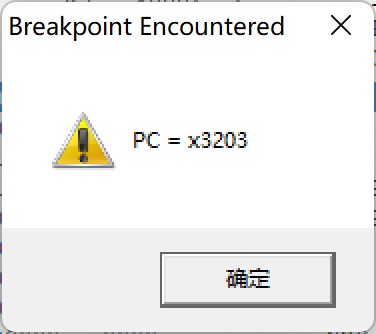 Breakpoint Encountered
PC = x3203
确定